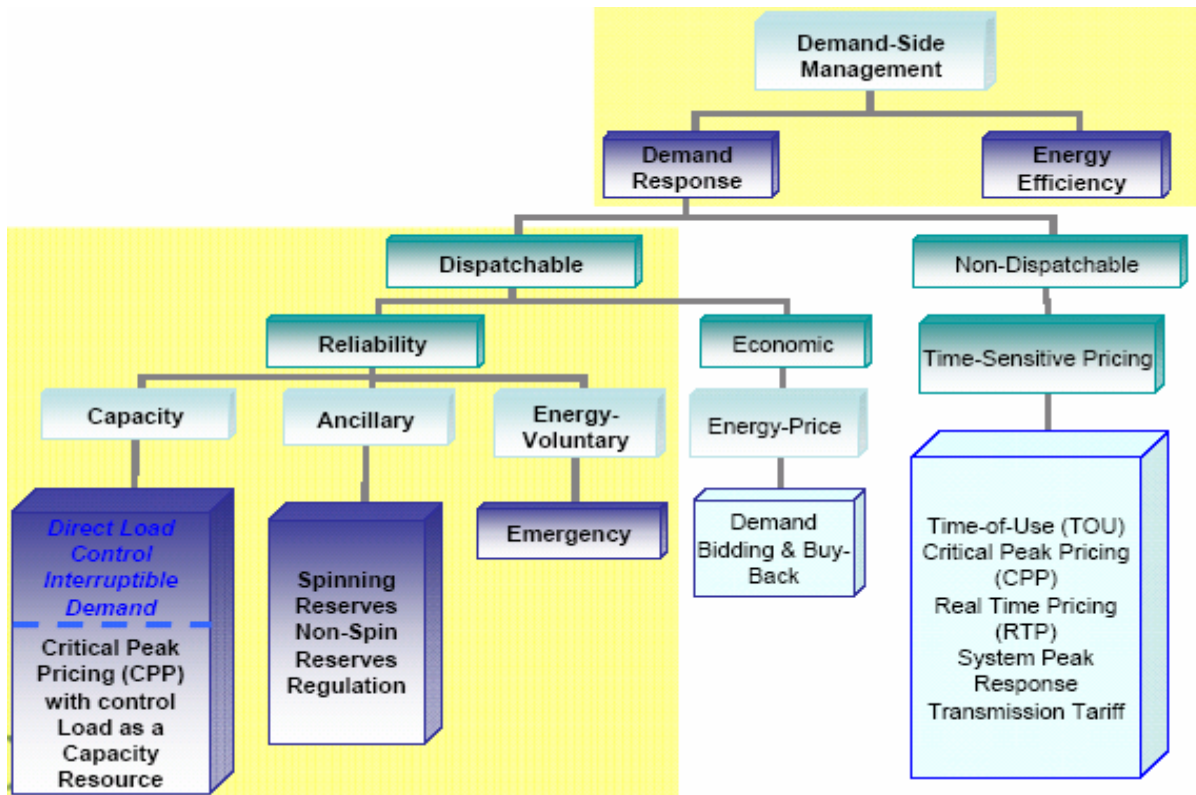 Demand-Side
Management
Demand
Response
Energy
Efficiency
Dispatchable
Non-Dispatchable
Reliability
Economic
Time-Sensitive Pricing
Capacity
Ancillary
Energy-
Voluntary
Energy-Price
Direct Load
Control
Interruptible
Demand
Critical Peak
Pricing (CPP)
with control
Load as a
Capacity
Resource
Spinning
Reserves
Non-Spin
Reserves
Regulation
Emergency
Demand
Bidding & Buy-
Back
Time-of-Use (TOU)
Critical Peak Pricing
(CPP)
Real Time Pricing
(RTP)
System Peak
Response
Transmission Tariff